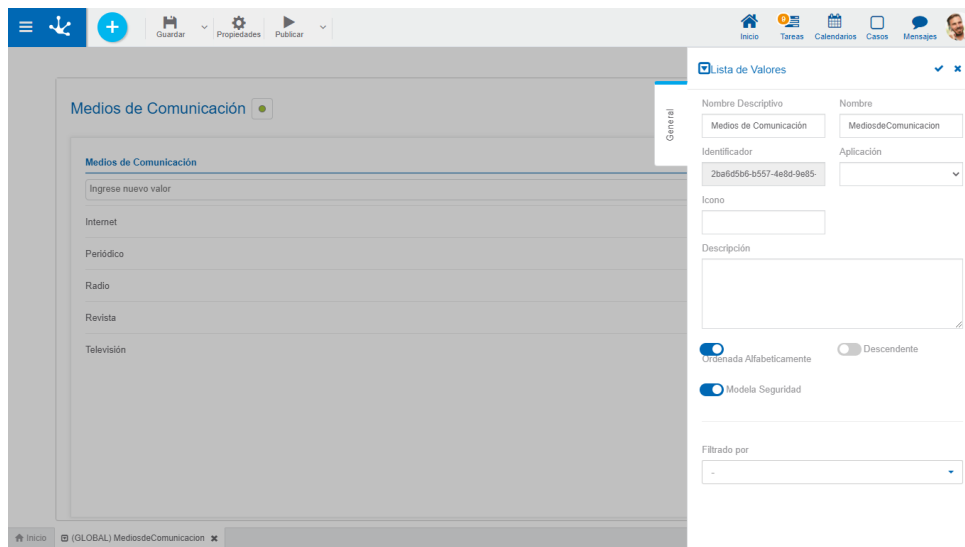 Guardar
Propiedades
Publicar
Inicio
9
Tareas
Calendarios
Casos
Mensajes
Medios de Comunicación
Medios de Comunicación
Ingrese nuevo valor
Internet
Periódico
Radio
Revista
Televisión
General
Lista de Valores
Nombre Descriptivo
Nombre
Medios de Comunicación
MediosdeComunicacion
Identificador
Aplicación
2ba6d5b6-b557-4e8d-9e85-
Icono
Descripción
Ordenada Alfabeticamente
Descendente
Modela Seguridad
Filtrado por
-
Inicio
(GLOBAL) MediosdeComunicacion